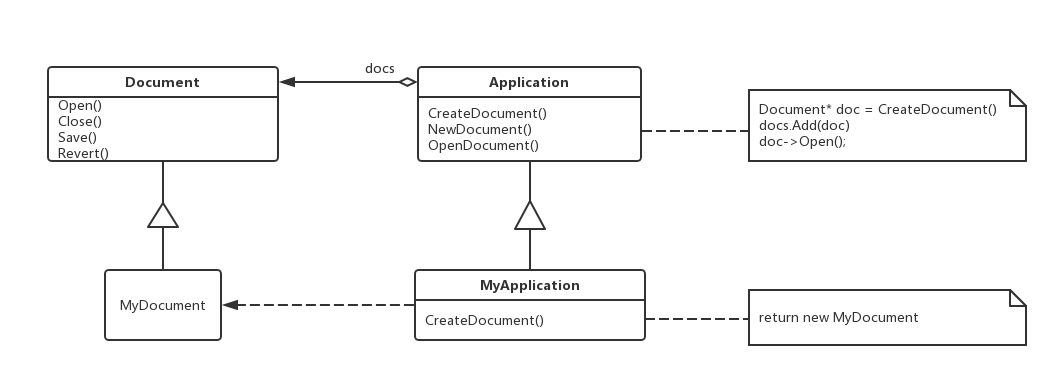 docs
Document
Open()
Close()
Save()
Revert()
Application
CreateDocument()
NewDocument()
OpenDocument()
Document* doc = CreateDocument()
docs.Add(doc)
doc->Open();
MyDocument
MyApplication
CreateDocument()
return new MyDocument